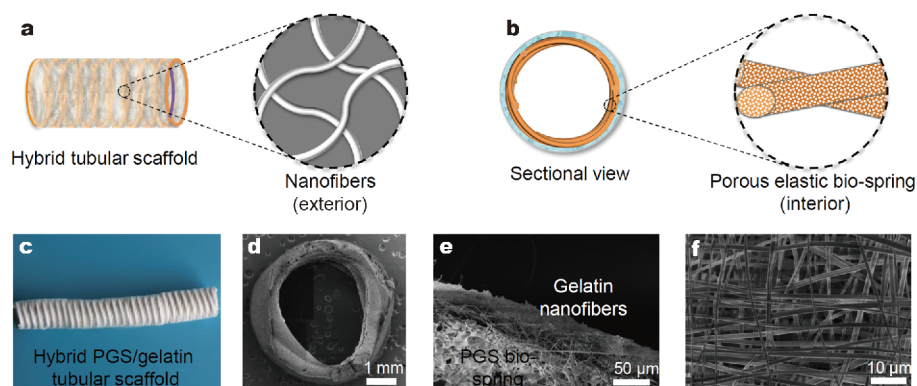 a
Hybrid tubular scaffold
Nanofibers
(exterior)
b
Sectional view
Porous elastic bio-spring
(interior)
c
Hybrid PGS/gelatin
tubular scaffold
d
1 mm
e
Gelatin
nanofibers
PGS bio-
spring
50 μm
f
10 μm